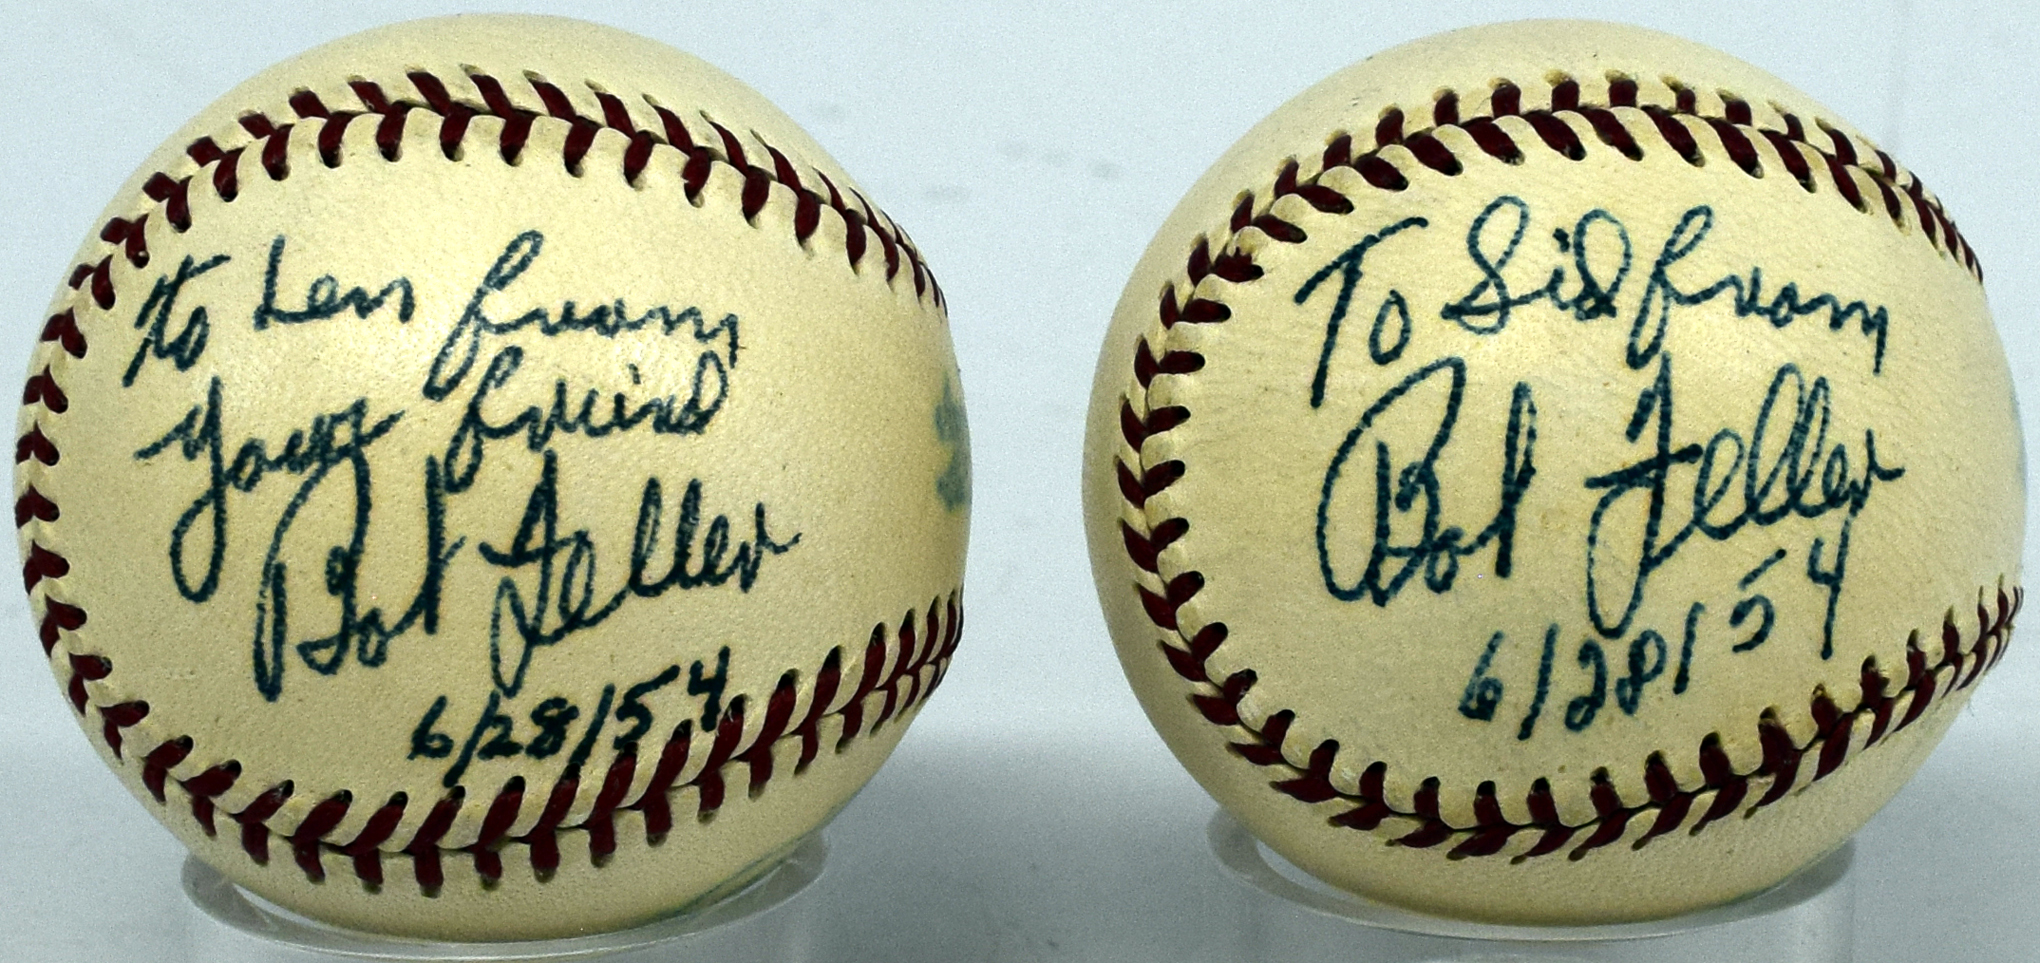 to Len from
your friend
Bob Feller
6/28/54
To Sid from
Bob Feller
6/28/54